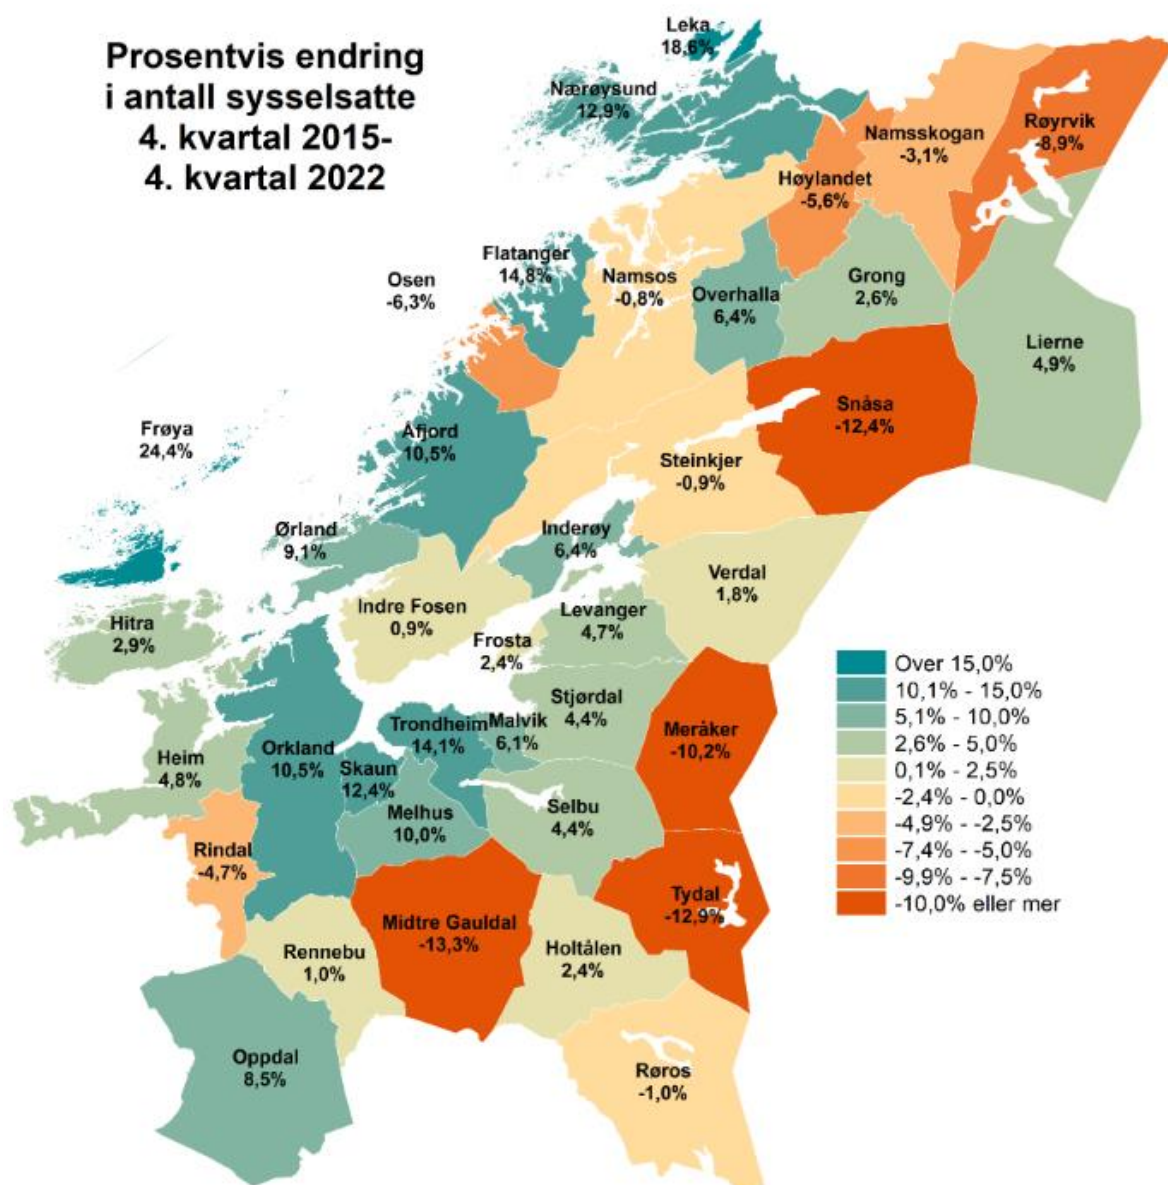 Prosentvis endring
i antall sysselsatte
4. kvartal 2015-
4. kvartal 2022
Leka
18,6%
Nærøysund
12,9%
Namsskogan
-3,1%
Røyrvik
-8,9%
Høylandet
-5,6%
Flatanger
14,8%
Osen
-6,3%
Namsos
-0,8%
Overhalla
6,4%
Grong
2,6%
Lierne
4,9%
Snåsa
-12,4%
Frøya
24,4%
Åfjord
10,5%
Steinkjer
-0,9%
Ørland
9,1%
Inderøy
6,4%
Verdal
1,8%
Hitra
2,9%
Indre Fosen
0,9%
Levanger
4,7%
Frosta
2,4%
Stjørdal
4,4%
Trondheim
14,1%
Malvik
6,1%
Meråker
-10,2%
Heim
4,8%
Orkland
10,5%
Skaun
12,4%
Melhus
10,0%
Selbu
4,4%
Rindal
-4,7%
Tydal
-12,9%
Midtre Gauldal
-13,3%
Rennebu
1,0%
Holtålen
2,4%
Oppdal
8,5%
Røros
-1,0%
Over 15,0%
10,1% - 15,0%
5,1% - 10,0%
2,6% - 5,0%
0,1% - 2,5%
-2,4% - 0,0%
-4,9% - -2,5%
-7,4% - -5,0%
-9,9% - -7,5%
-10,0% eller mer